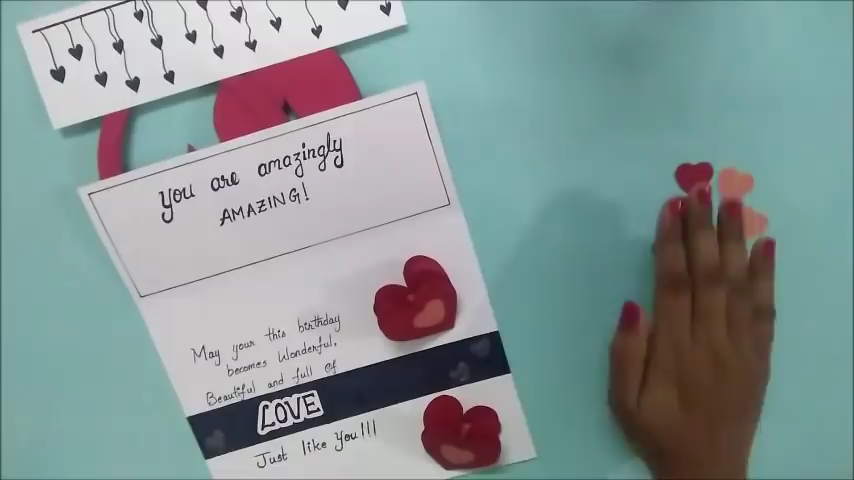 you are amazingly
AMAZING!
May your this birthday
becomes Wonderful,
Beautiful and full of
LOVE
Just like You!!!